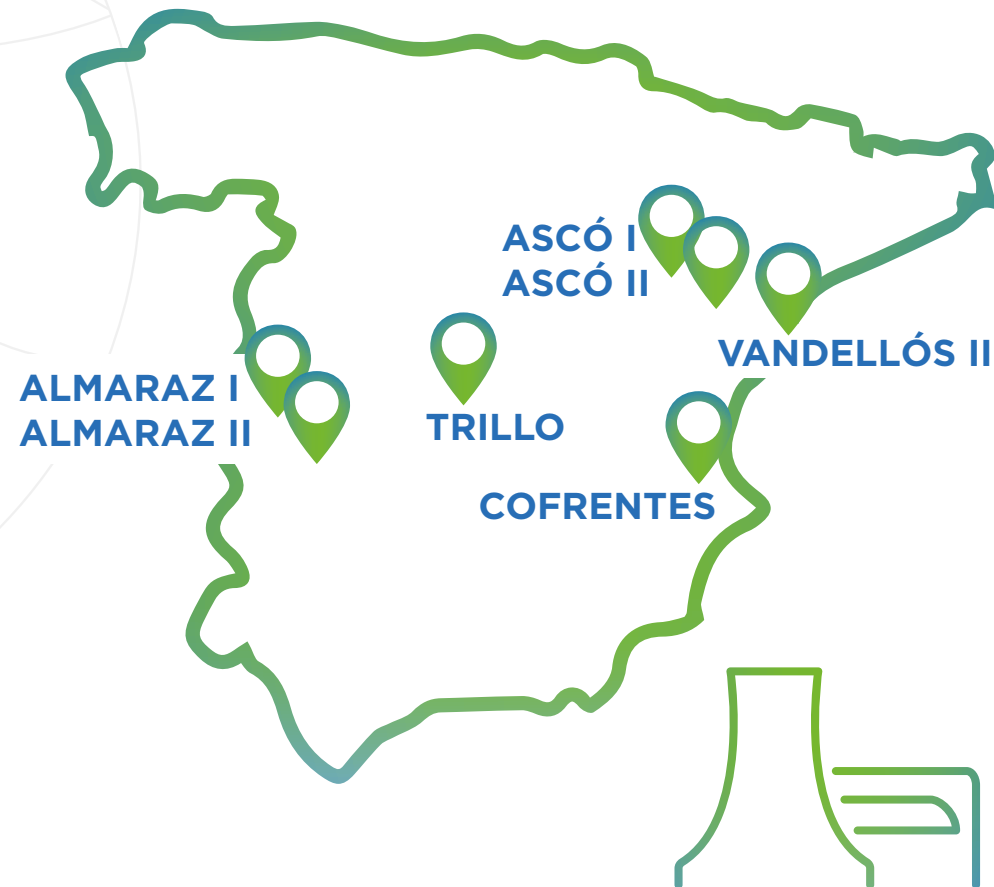 ASCÓ I
ASCÓ II
VANDELLÓS II
ALMARAZ I
ALMARAZ II
TRILLO
COFRENTES